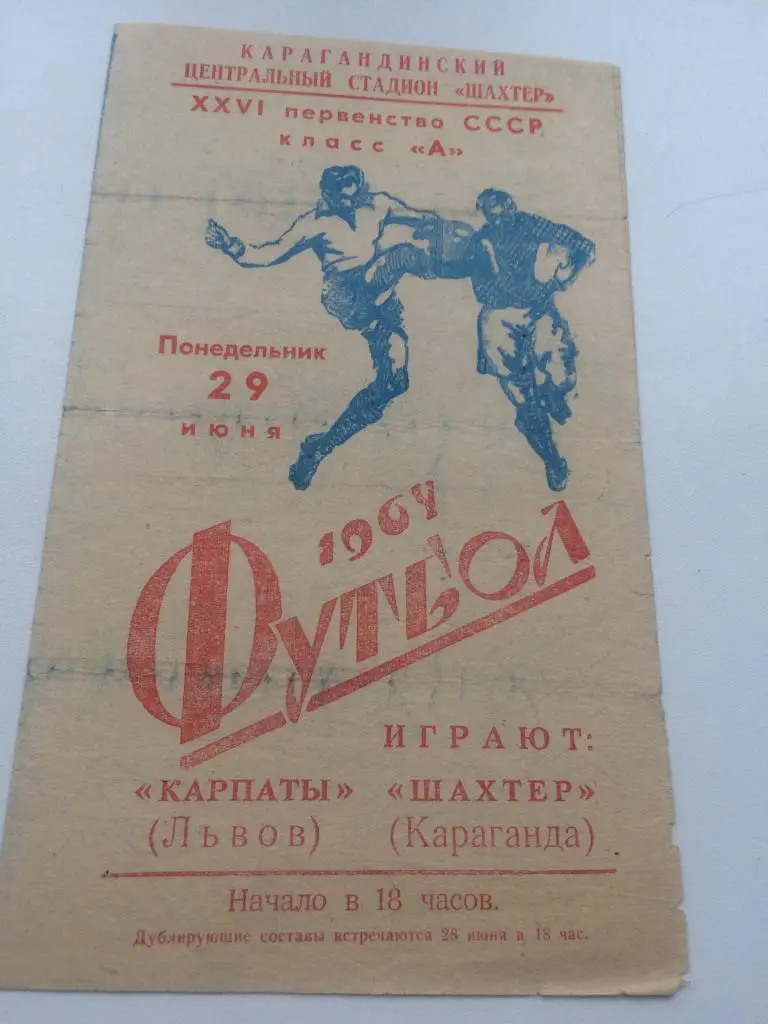 КАРАГАНДИНСКИЙ
ЦЕНТРАЛЬНЫЙ СТАДИОН «ШАХТЕР»
XXVI первенство СССР
класс «А»
Понедельник
29
июня
1964
ФУТБОЛ
ИГРАЮТ:
«КАРПАТЫ» «ШАХТЕР»
(Львов) (Караганда)
Начало в 18 часов.
Дублирующие составы встречаются 28 июня в 18 час.